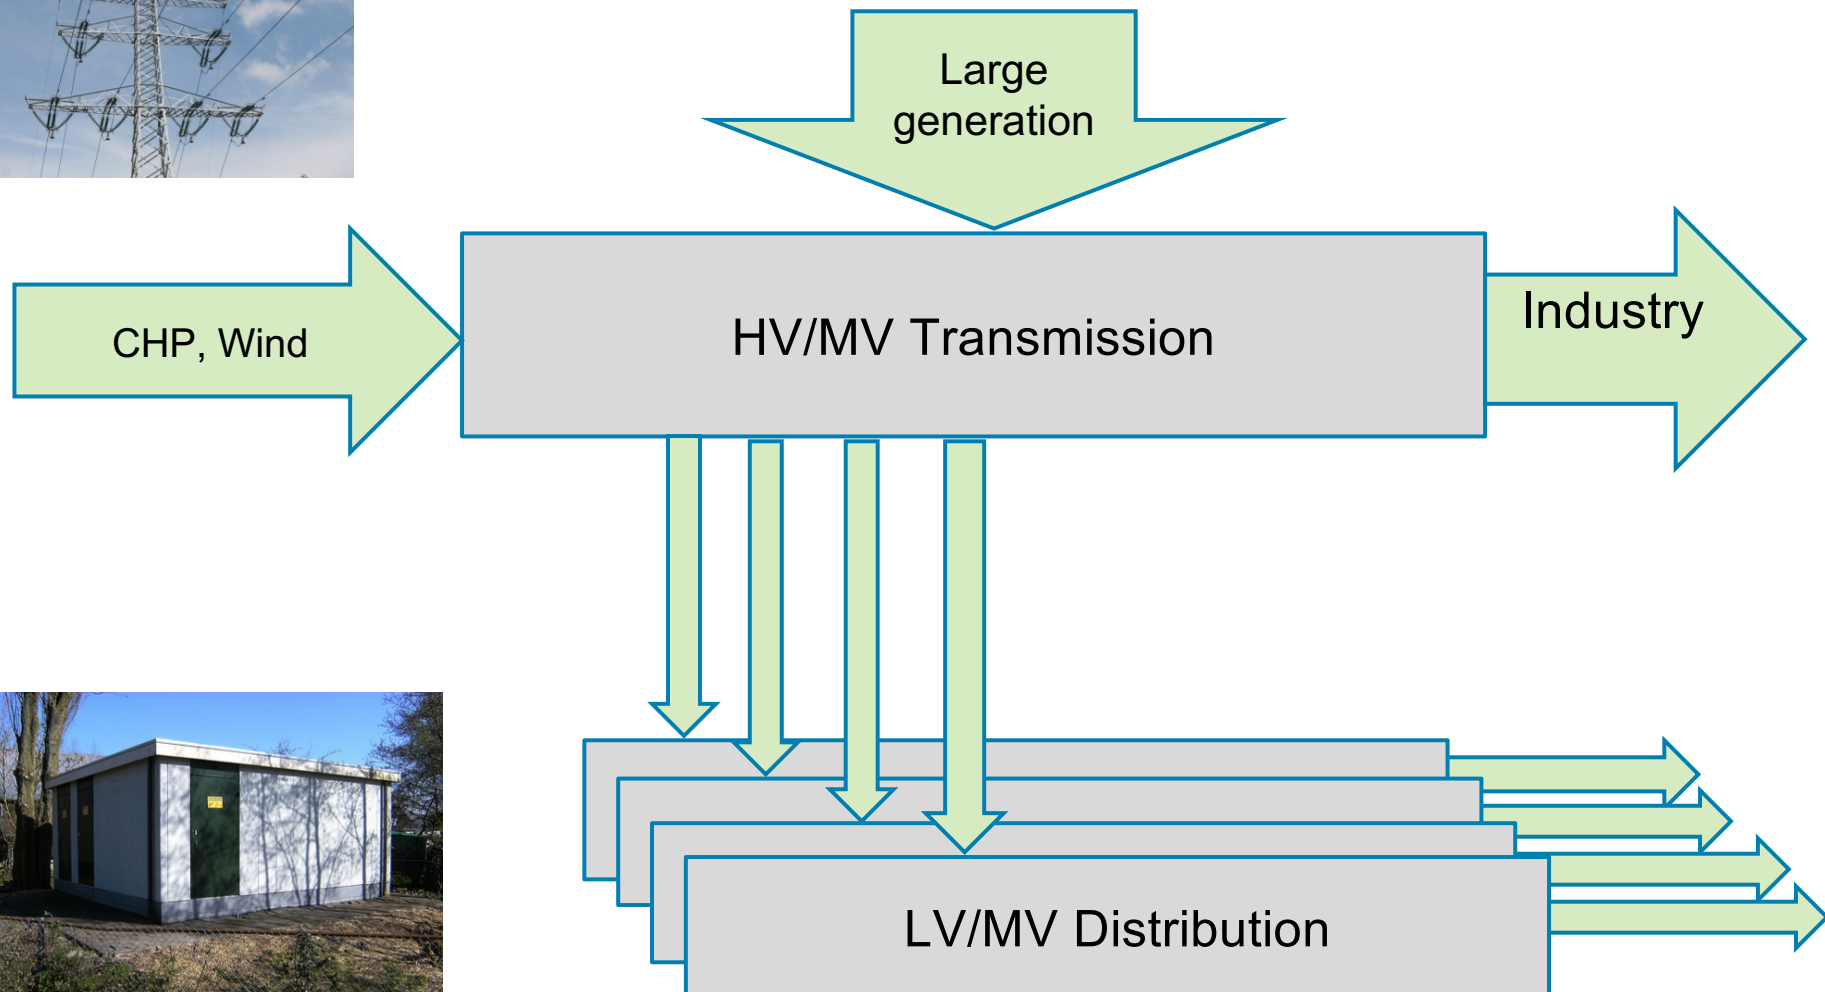 Large
generation
CHP, Wind
HV/MV Transmission
Industry
LV/MV Distribution